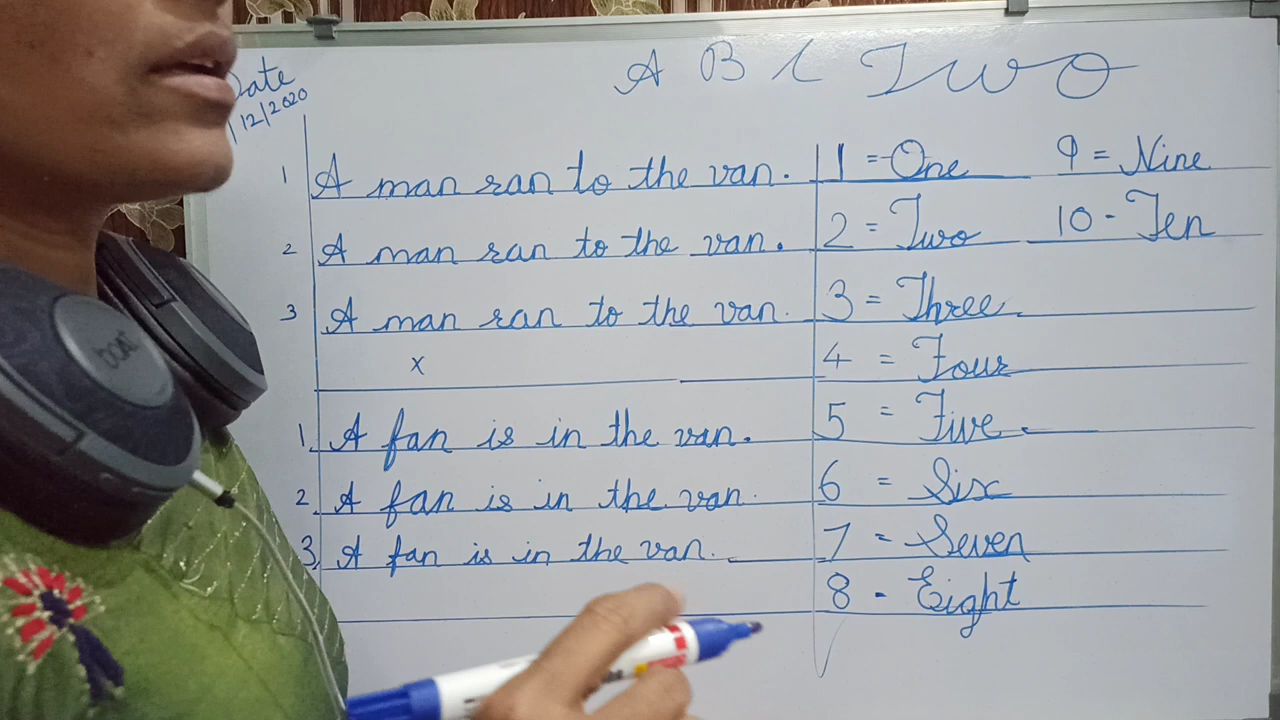 A B C Two
Date
/12/2020
1 A man ran to the van.
2 A man ran to the van.
3 A man ran to the van.
x
1. A fan is in the van.
2. A fan is in the van.
3. A fan is in the van.
1 = One
2 = Two
3 = Three
4 = Four
5 = Five
6 = Six
7 = Seven
8 - Eight
9 = Nine
10 - Ten
boAt